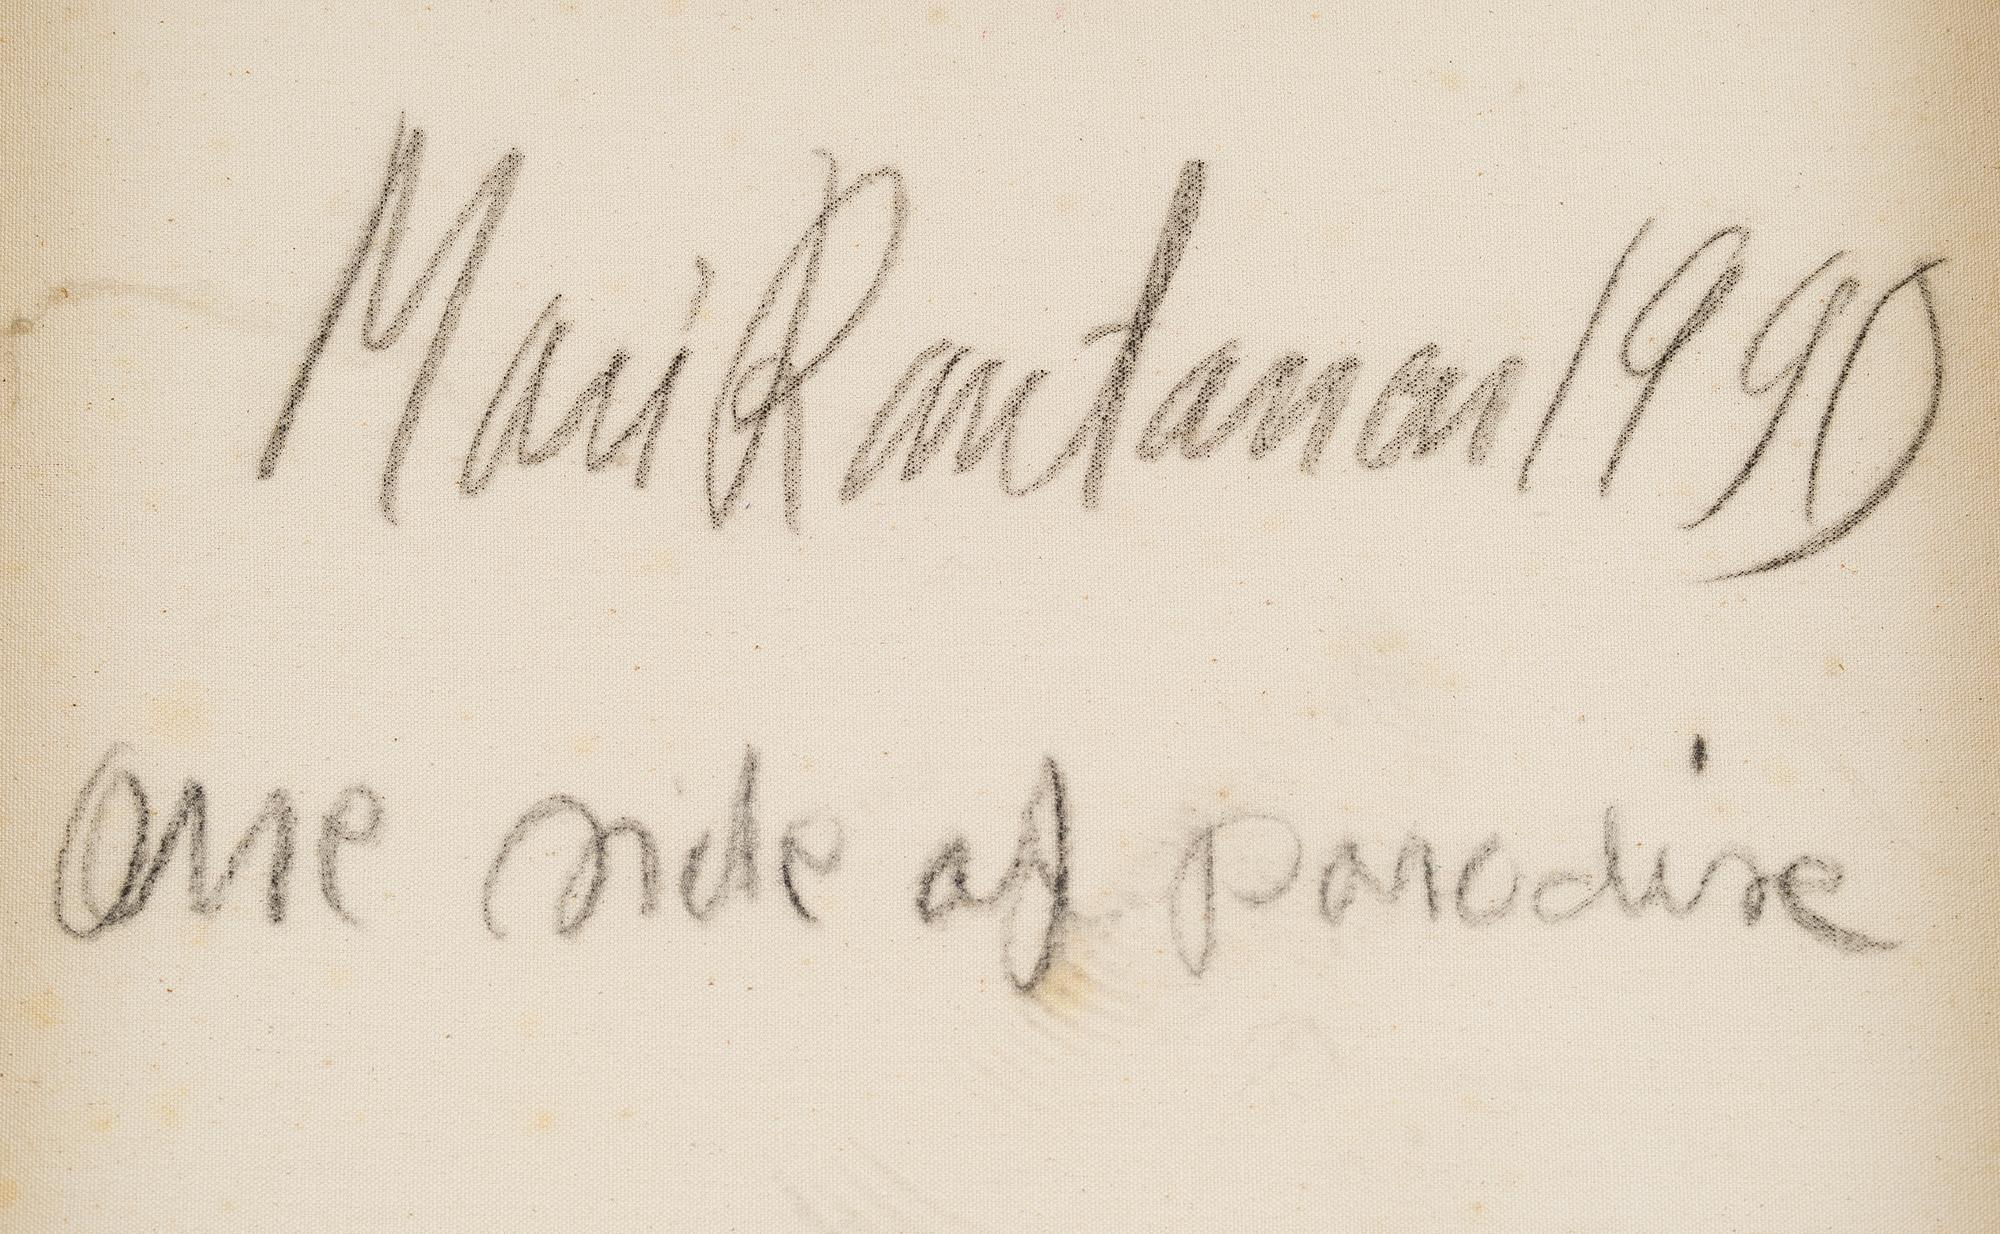 Mari Rantanen 1990
One side of paradise